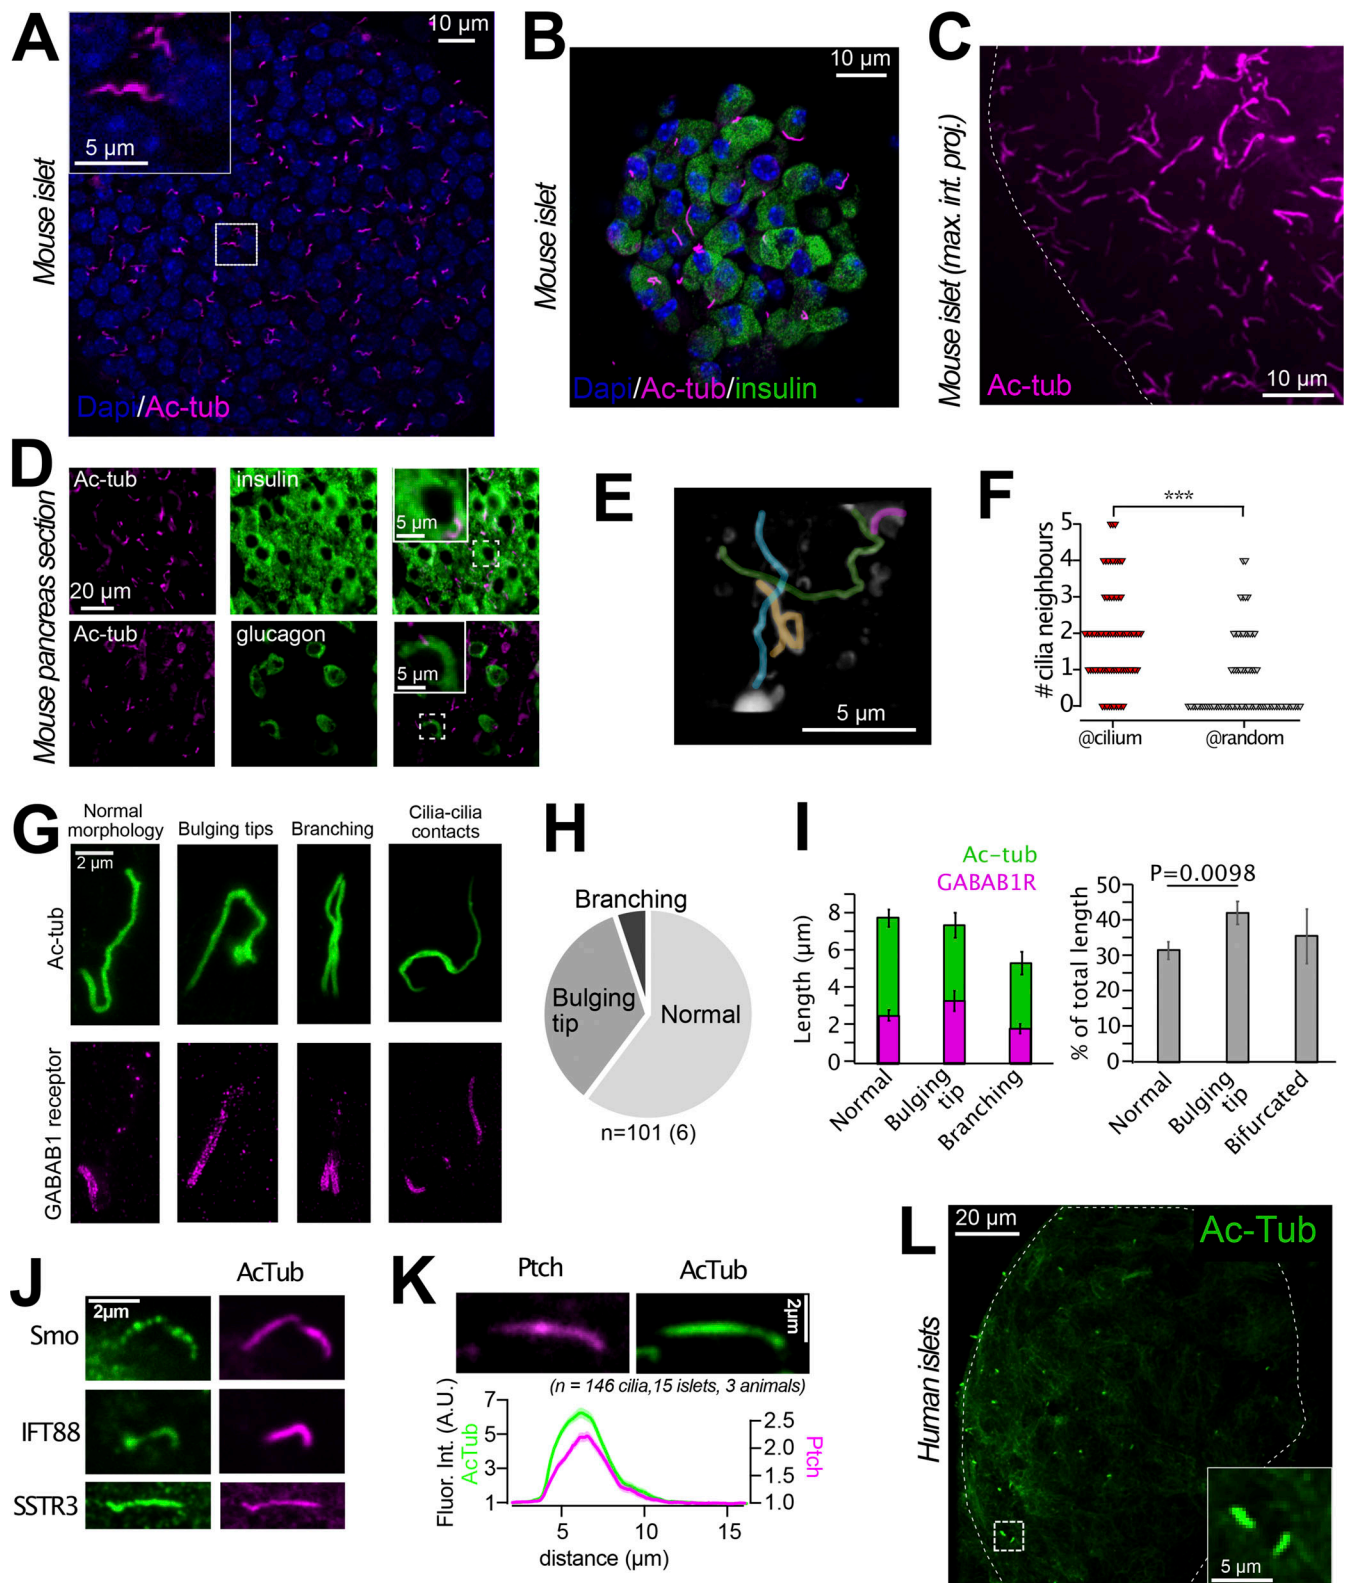 A
10 µm
5 µm
Mouse islet
Dapi/Ac-tub
B
10 µm
Mouse islet
Dapi/Ac-tub/insulin
C
Mouse islet (max. int. proj.)
Ac-tub
10 µm
D
Mouse pancreas section
Ac-tub
20 µm
insulin
5 µm
Ac-tub
glucagon
5 µm
E
5 µm
F
***
# cilia neighbours
5
4
3
2
1
0
@cilium
@random
G
Normal
morphology
Bulging tips
Branching
Cilia-cilia
contacts
2 µm
Ac-tub
GABAB1 receptor
H
Branching
Bulging
tip
Normal
n=101 (6)
I
Ac-tub
GABAB1R
Length (µm)
8
6
4
2
0
Normal
Bulging
tip
Branching
P=0.0098
% of total length
50
40
30
20
10
0
Normal
Bulging
tip
Bifurcated
J
AcTub
2µm
Smo
IFT88
SSTR3
K
Ptch
AcTub
2µm
(n = 146 cilia,15 islets, 3 animals)
Fluor. Int. (A.U.)
AcTub
7
5
3
1
2.5
2.0
1.5
1.0
Ptch
5
10
15
distance (µm)
L
20 µm
Ac-Tub
Human islets
5 µm